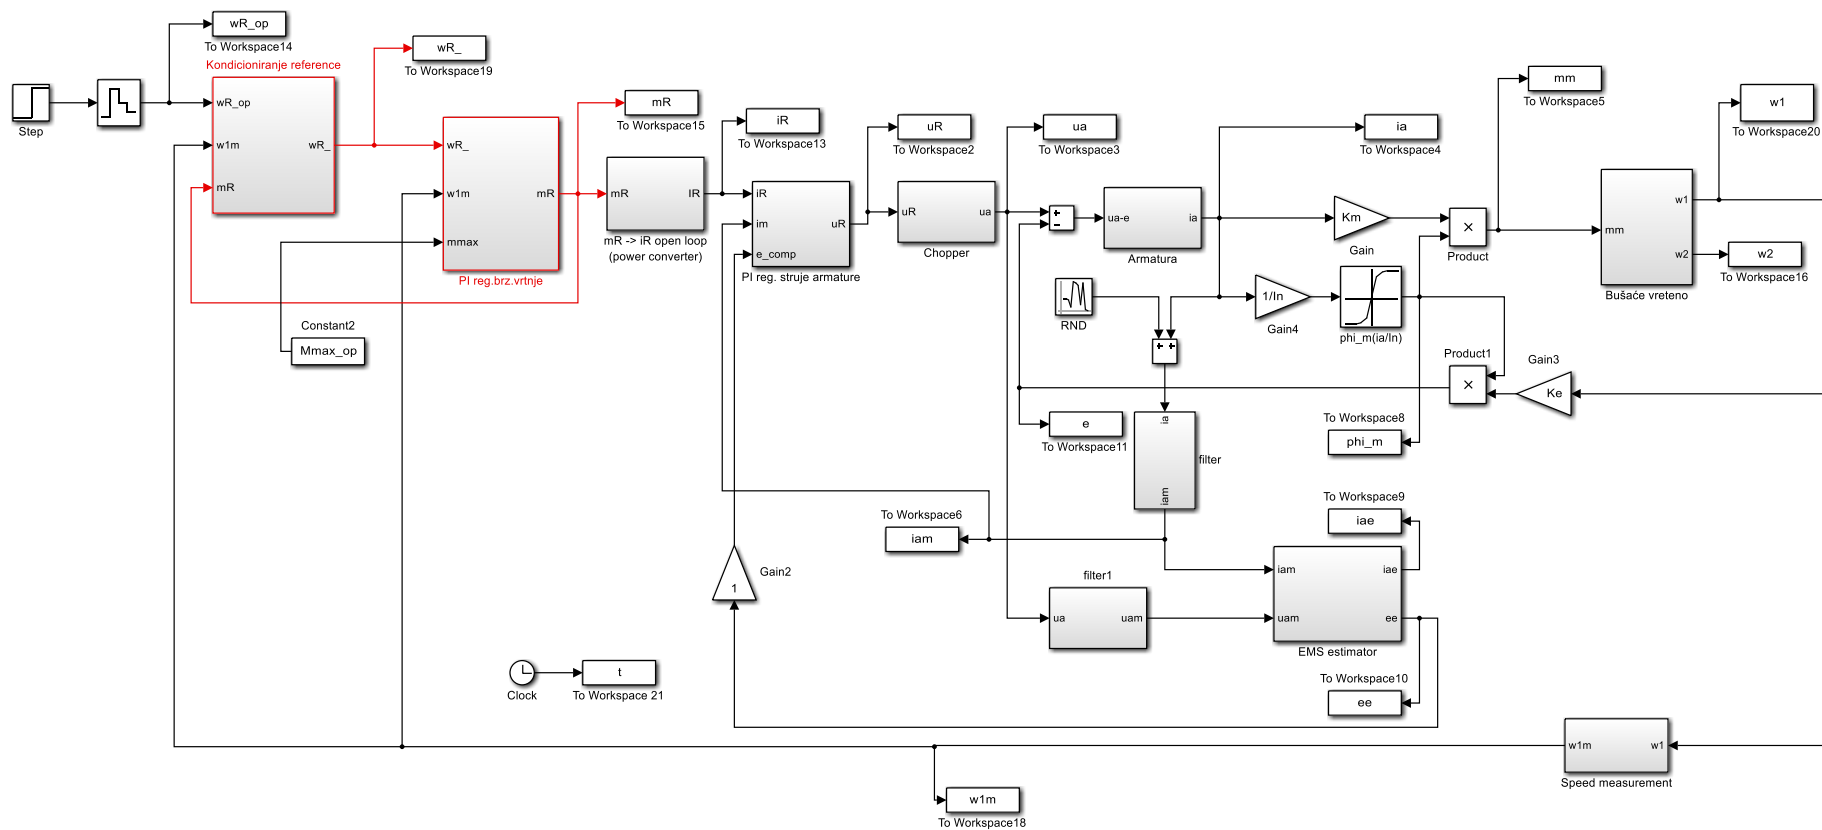 wR_op
To Workspace14
Kondicioniranje reference
Step
wR_op
w1m
mR
wR_
wR_
To Workspace19
wR_
w1m
mmax
mR
PI reg.brz.vrtnje
mR
To Workspace15
Constant2
Mmax_op
mR
IR
mR -> iR open loop
(power converter)
iR
To Workspace13
iR
im
e_comp
uR
PI reg. struje armature
uR
To Workspace2
uR
ua
Chopper
ua
To Workspace3
+
−
ua-e
ia
Armatura
ia
To Workspace4
Km
Gain
×
Product
mm
To Workspace5
mm
w1
w2
Bušaće vreteno
w1
To Workspace20
w2
To Workspace16
RND
+ +
1/In
Gain4
phi_m(ia/In)
Product1
×
Gain3
Ke
e
To Workspace11
To Workspace8
phi_m
ia
iam
filter
To Workspace6
iam
To Workspace9
iae
Gain2
1
filter1
ua
uam
iam
uam
iae
ee
EMS estimator
To Workspace10
ee
Clock
t
To Workspace 21
w1m
w1
Speed measurement
w1m
To Workspace18